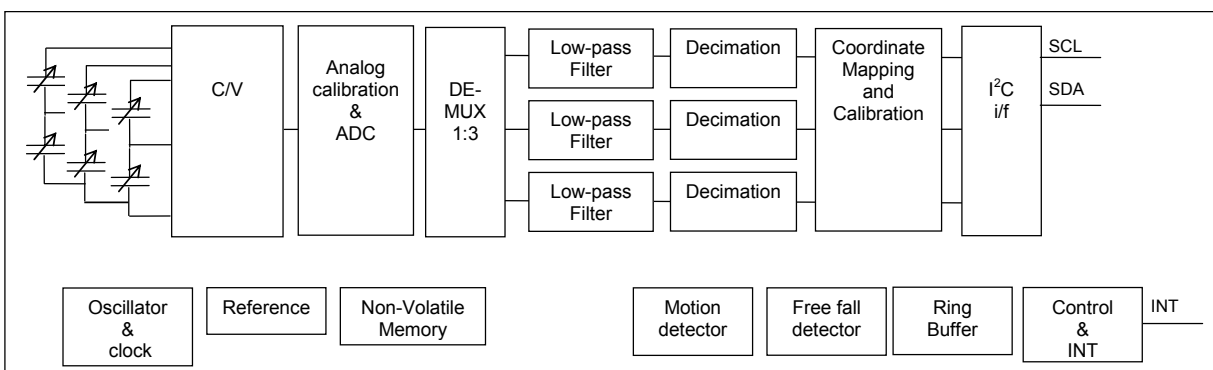 C/V
Analog
calibration
&
ADC
DE-
MUX
1:3
Low-pass
Filter
Decimation
Low-pass
Filter
Decimation
Low-pass
Filter
Decimation
Coordinate
Mapping
and
Calibration
I²C
i/f
SCL
SDA
Oscillator
&
clock
Reference
Non-Volatile
Memory
Motion
detector
Free fall
detector
Ring
Buffer
Control
&
INT
INT